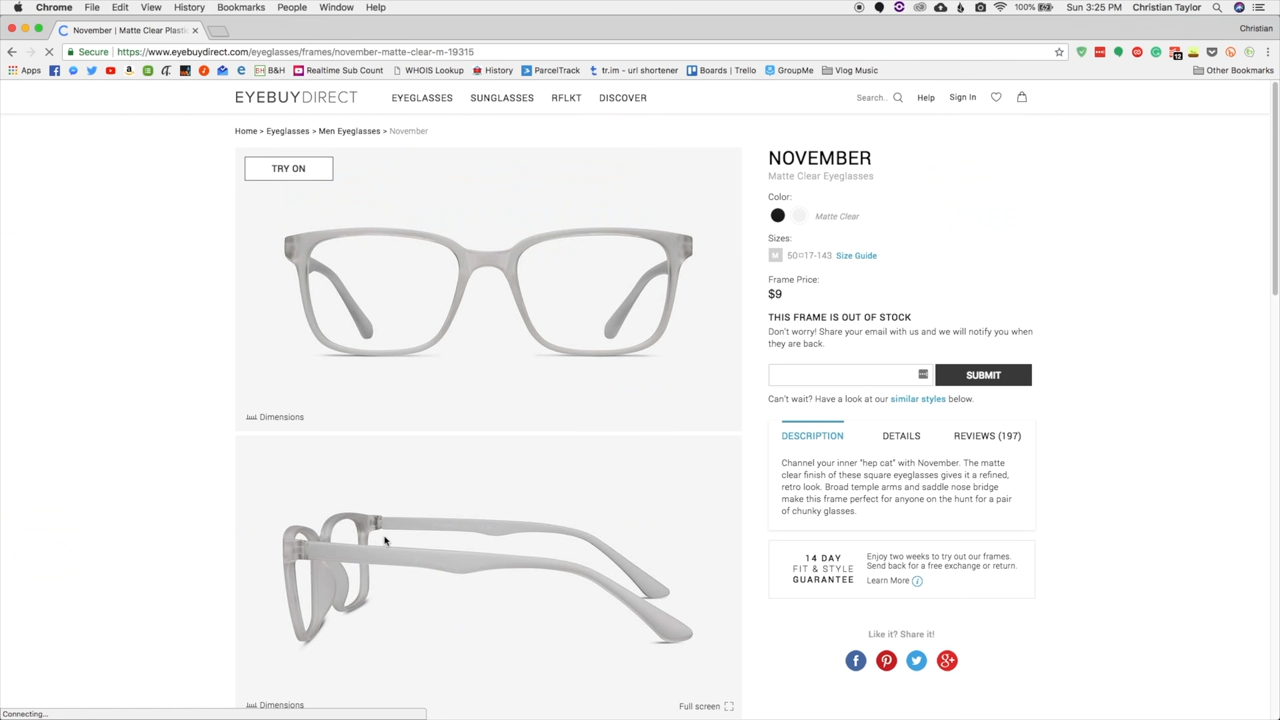 Chrome File Edit View History Bookmarks People Window Help 100% Sun 3:25 PM Christian Taylor
November | Matte Clear Plasti Christian
Secure https://www.eyebuydirect.com/eyeglasses/frames/november-matte-clear-m-19315
Apps B&H Realtime Sub Count WHOIS Lookup History ParcelTrack tr.im - url shortener Boards | Trello GroupMe Vlog Music Other Bookmarks
EYEBUYDIRECT EYEGLASSES SUNGLASSES RFLKT DISCOVER Search.. Help Sign In
Home > Eyeglasses > Men Eyeglasses > November
TRY ON
Dimensions
Dimensions
Full screen
NOVEMBER
Matte Clear Eyeglasses
Color:
Matte Clear
Sizes:
M 50□17-143 Size Guide
Frame Price:
$9
THIS FRAME IS OUT OF STOCK
Don't worry! Share your email with us and we will notify you when
they are back.
SUBMIT
Can't wait? Have a look at our similar styles below.
DESCRIPTION DETAILS REVIEWS (197)
Channel your inner "hep cat" with November. The matte
clear finish of these square eyeglasses gives it a refined,
retro look. Broad temple arms and saddle nose bridge
make this frame perfect for anyone on the hunt for a pair
of chunky glasses.
14 DAY
FIT & STYLE
GUARANTEE
Enjoy two weeks to try out our frames.
Send back for a free exchange or return.
Learn More
Like it? Share it!
Connecting...